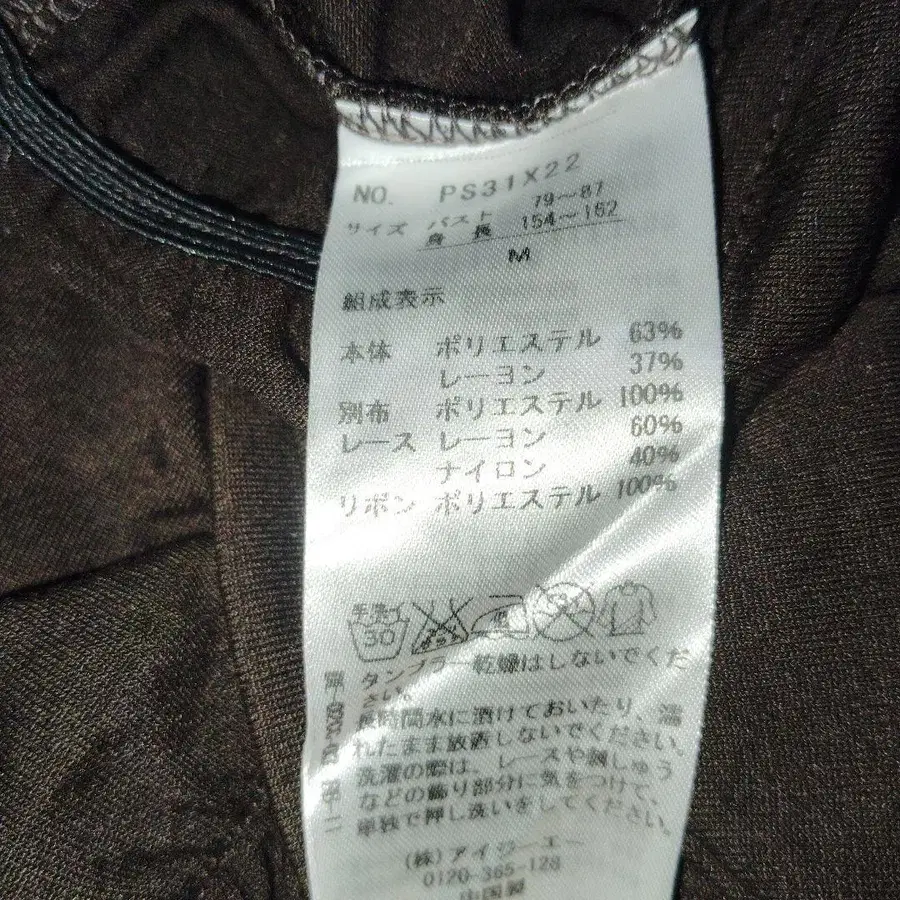 NO. PS31X22
サイズ バスト 79～87
身長 154～162
M
組成表示
本体 ポリエステル 63%
レーヨン 37%
別布 ポリエステル 100%
レース レーヨン 60%
ナイロン 40%
リボン ポリエステル 100%
手洗イ
30
タンブラー乾燥はしないでくだ
さい。
長時間水に漬けておいたり、濡
れたまま放置しないでください。
洗濯の際は、レースや刺しゅう
などの飾り部分に気をつけて、
単独で押し洗いをしてください。
(株)アイ
0120-365-128
中国製